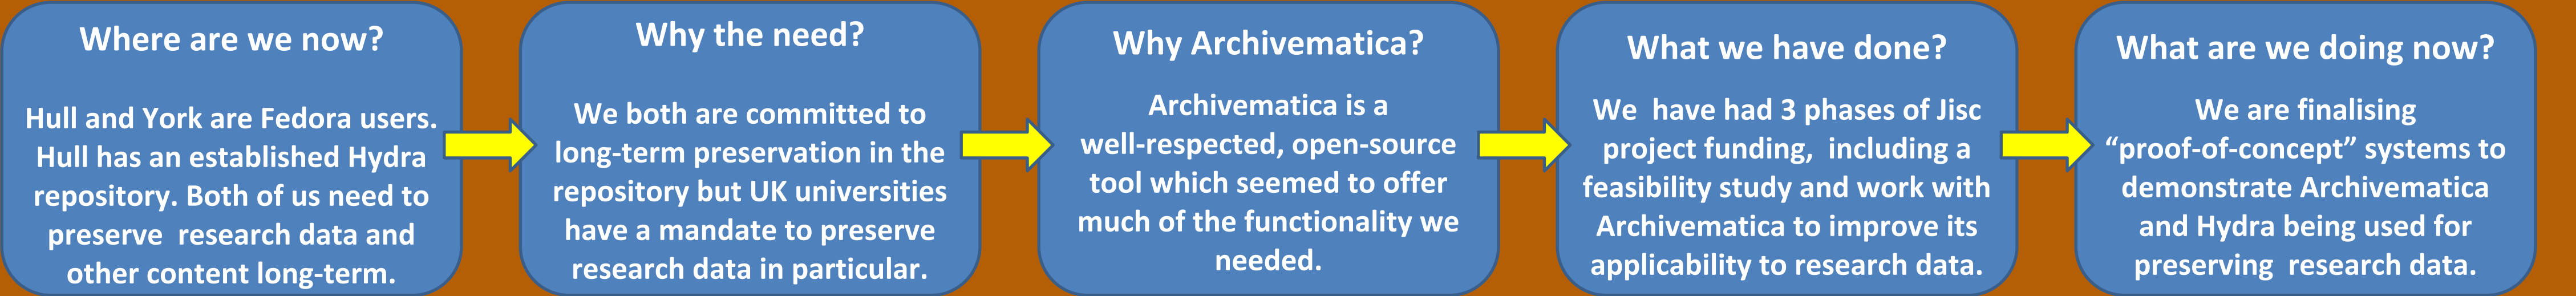 Where are we now?
Hull and York are Fedora users.
Hull has an established Hydra
repository. Both of us need to
preserve research data and
other content long-term.
Why the need?
We both are committed to
long-term preservation in the
repository but UK universities
have a mandate to preserve
research data in particular.
Why Archivematica?
Archivematica is a
well-respected, open-source
tool which seemed to offer
much of the functionality we
needed.
What we have done?
We have had 3 phases of Jisc
project funding, including a
feasibility study and work with
Archivematica to improve its
applicability to research data.
What are we doing now?
We are finalising
“proof-of-concept” systems to
demonstrate Archivematica
and Hydra being used for
preserving research data.